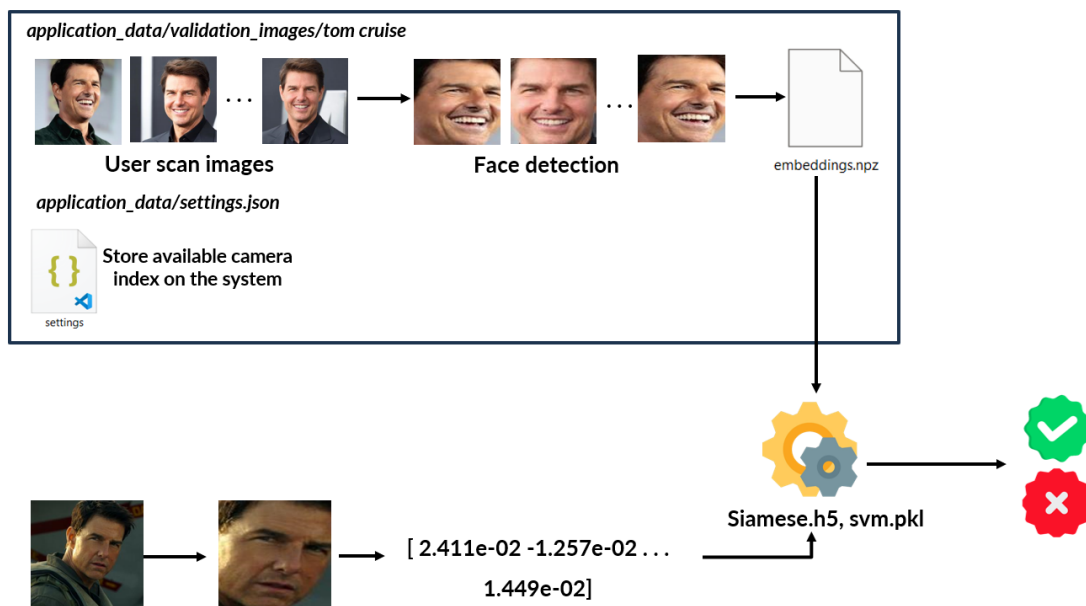 application_data/validation_images/tom cruise
. . .
. . .
User scan images
Face detection
embeddings.npz
application_data/settings.json
{ }
Store available camera
index on the system
settings
Siamese.h5, svm.pkl
[ 2.411e-02 -1.257e-02 . . .
1.449e-02]